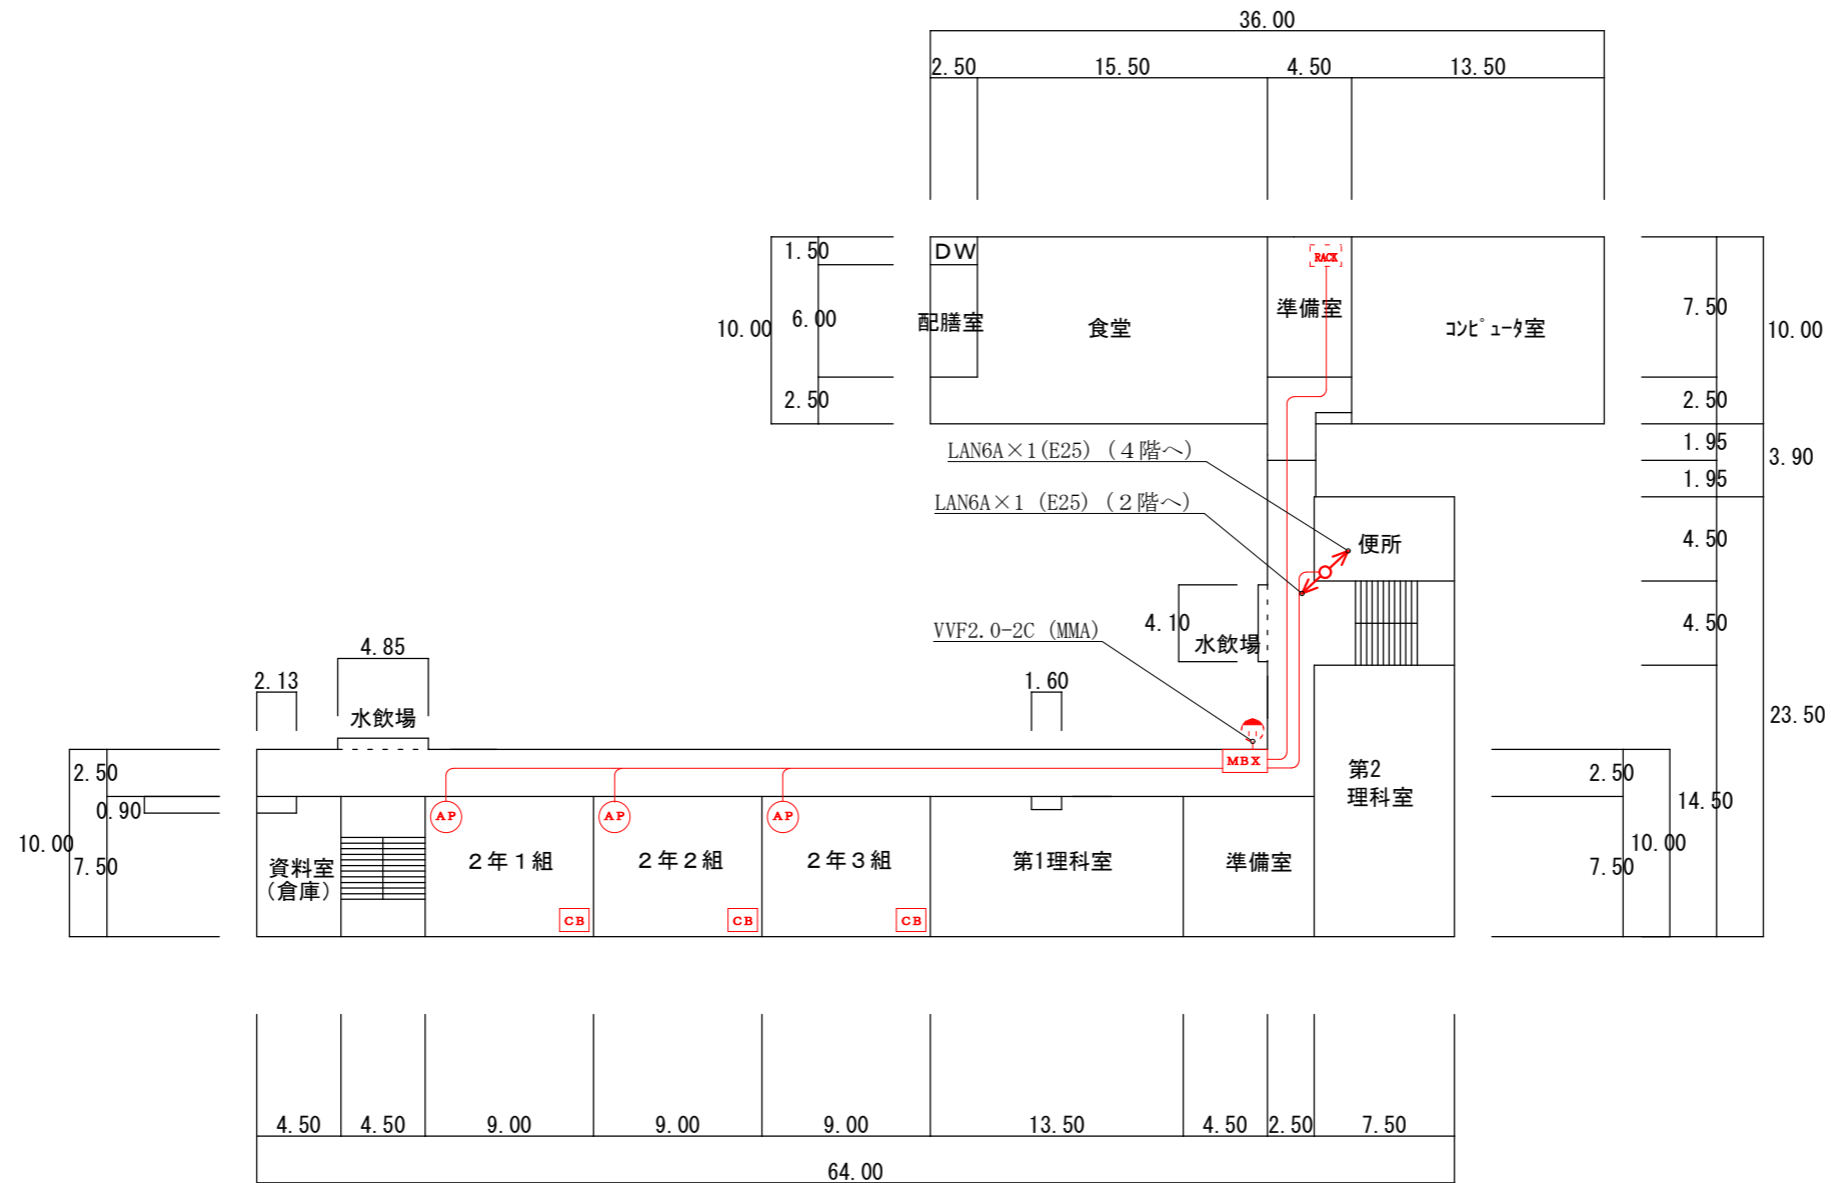 36.00
2.50 15.50 4.50 13.50
1.50
6.00
10.00
2.50
DW
配膳室
食堂
RACK
準備室
コンピュータ室
7.50
10.00
2.50
1.95
3.90
1.95
4.50
4.50
23.50
LAN6A×1(E25)（4階へ）
LAN6A×1 (E25)（2階へ）
便所
4.10
水飲場
VVF2.0-2C (MMA)
4.85
2.13
1.60
水飲場
MBX
2.50
0.90
10.00
7.50
AP
AP
AP
第2
理科室
2.50
14.50
10.00
7.50
資料室
（倉庫）
2年1組
2年2組
2年3組
第1理科室
準備室
CB
CB
CB
4.50 4.50 9.00 9.00 9.00 13.50 4.50 2.50 7.50
64.00